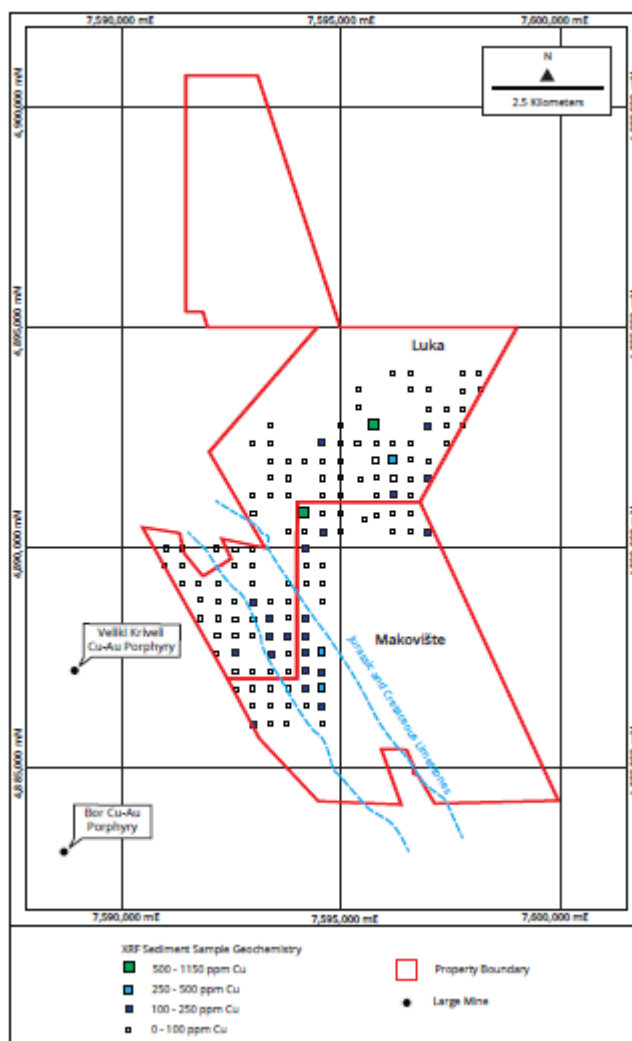 7,590,000 mE
7,595,000 mE
7,600,000 mE
N
2.5 Kilometers
4,900,000 mN
4,895,000 mN
Luka
4,890,000 mN
Veliki Krivelj
Cu-Au Porphyry
Makovište
Jurassic and Cretaceous Limestones
4,885,000 mN
Bor Cu-Au
Porphyry
7,590,000 mE
7,595,000 mE
7,600,000 mE
XRF Sediment Sample Geochemistry
500 - 1150 ppm Cu
250 - 500 ppm Cu
100 - 250 ppm Cu
0 - 100 ppm Cu
Property Boundary
Large Mine